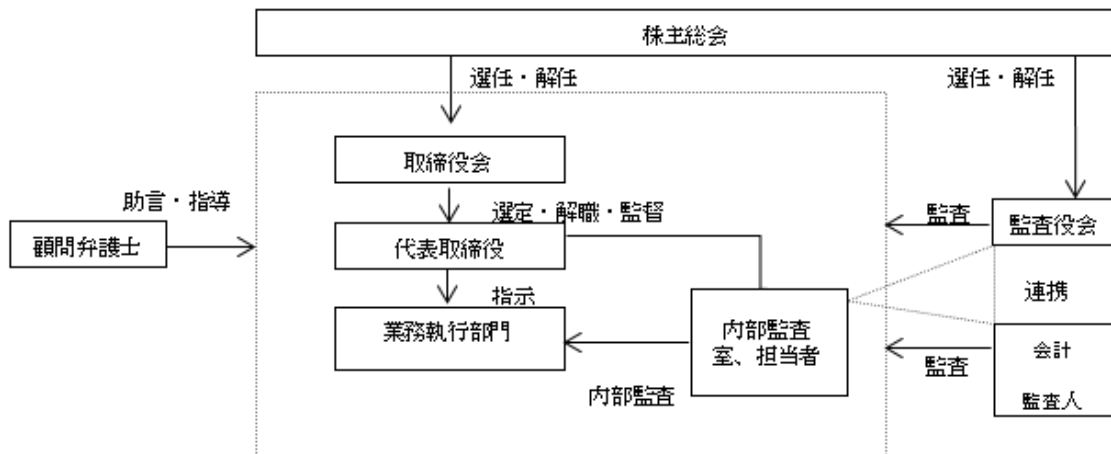 株主総会
選任・解任
選任・解任
取締役会
助言・指導
選定・解職・監督
監査
顧問弁護士
代表取締役
監査役会
指示
連携
業務執行部門
内部監査
室、担当者
会計
監査人
監査
内部監査